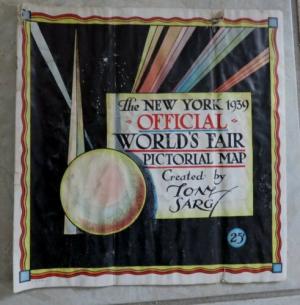 The NEW YORK 1939
OFFICIAL
WORLD'S FAIR
PICTORIAL MAP
Created by
TONY
SARG
25¢